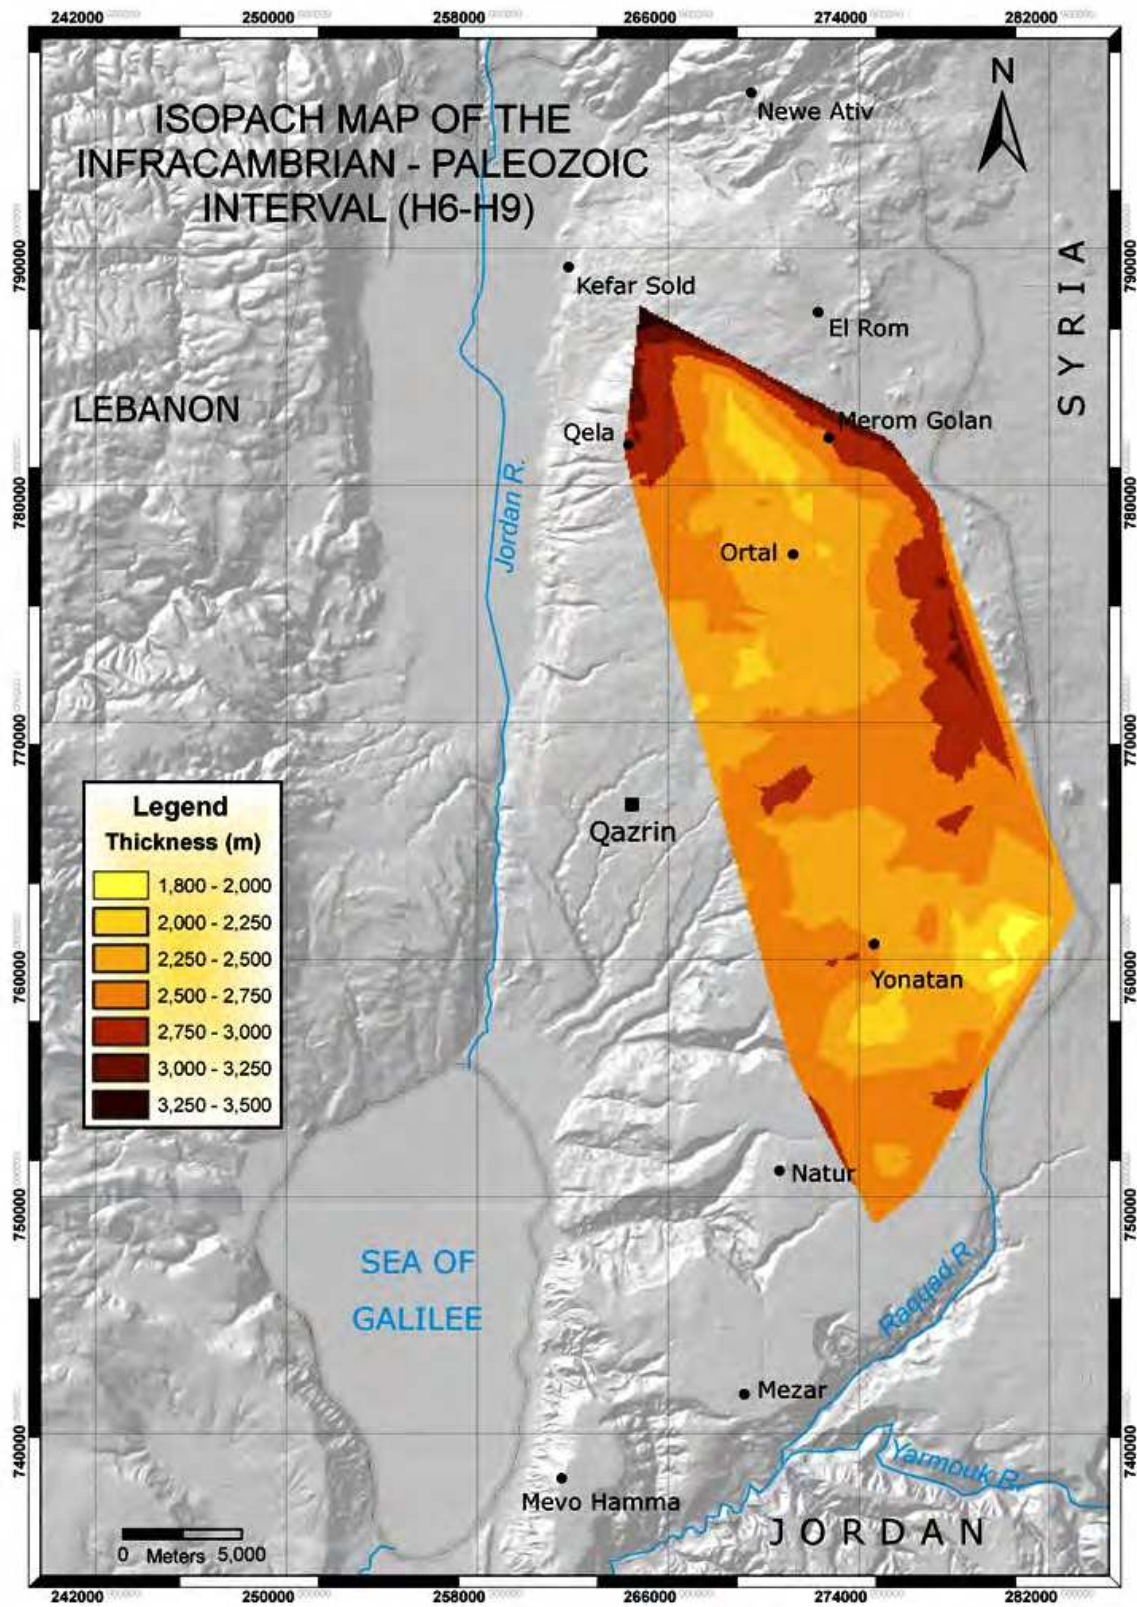 242000 250000 258000 266000 274000 282000
N
ISOPACH MAP OF THE
INFRACAMBRIAN - PALEOZOIC
INTERVAL (H6-H9)
Newe Ativ
790000
790000
SYRIA
Kefar Sold
El Rom
LEBANON
Merom Golan
Qela
780000
780000
Jordan R.
Ortal
770000
770000
Legend
Thickness (m)
1,800 - 2,000
2,000 - 2,250
2,250 - 2,500
2,500 - 2,750
2,750 - 3,000
3,000 - 3,250
3,250 - 3,500
Qazrin
760000
760000
Yonatan
Natur
750000
750000
SEA OF
GALILEE
Raqqad R.
Mezar
740000
740000
Yarmouk R.
Mevo Hamma
JORDAN
0 Meters 5,000
242000 250000 258000 266000 274000 282000